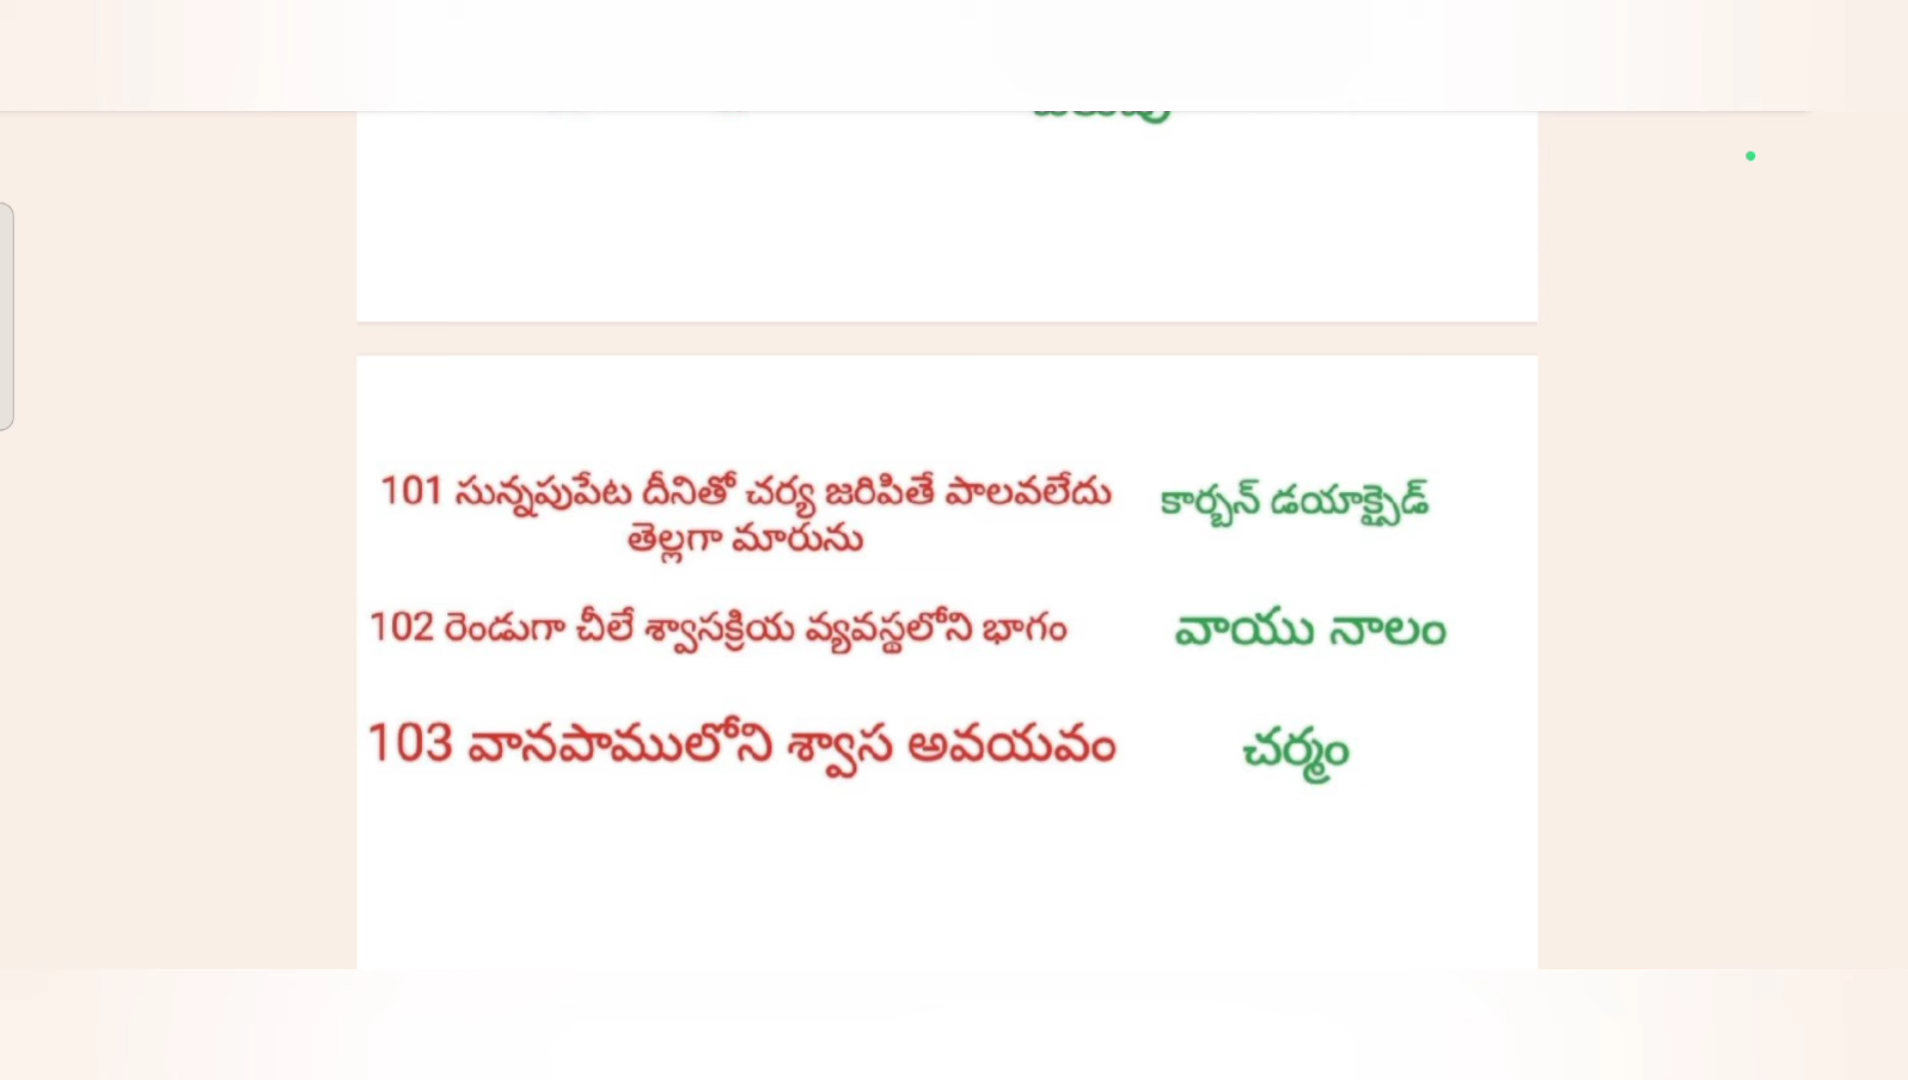 101 సున్నపుపేట దీనితో చర్య జరిపితే పాలవలేదు కార్బన్ డయాక్సైడ్
తెల్లగా మారును
102 రెండుగా చీలే శ్వాసక్రియ వ్యవస్థలోని భాగం వాయు నాలం
103 వానపాములోని శ్వాస అవయవం చర్మం